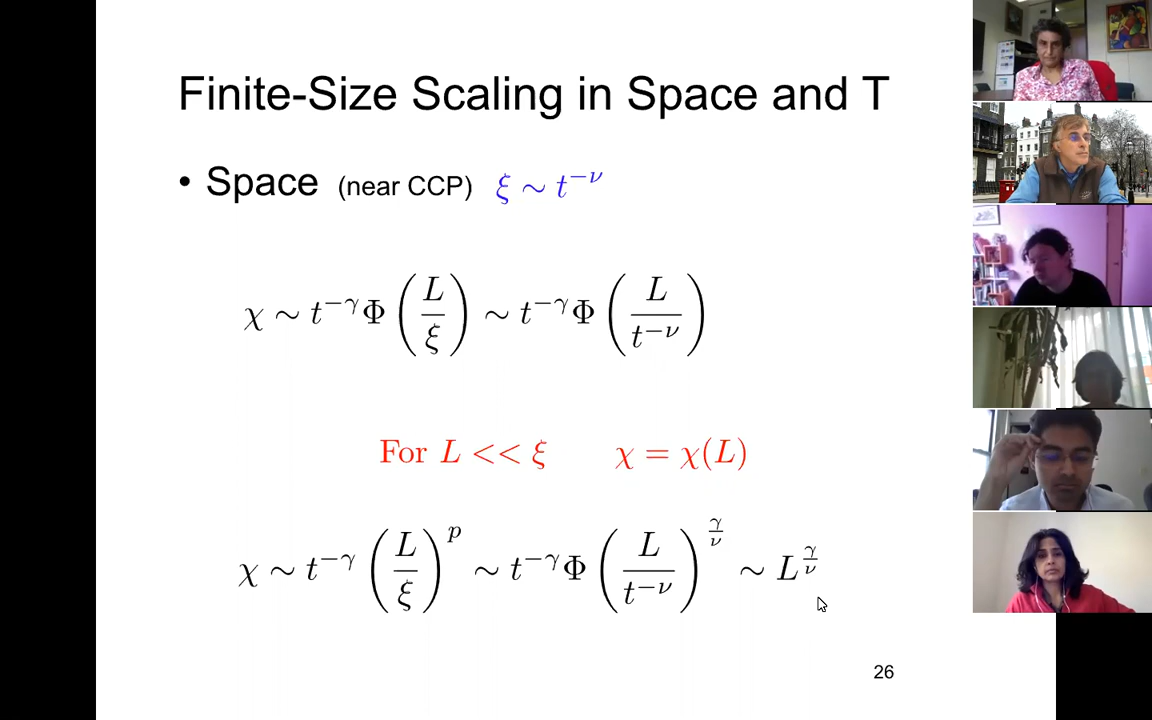 Finite-Size Scaling in Space and T
• Space (near CCP) ξ ∼ t^{−ν}
χ ∼ t^{−γ} Φ (L/ξ) ∼ t^{−γ} Φ (L/t^{−ν})
For L << ξ χ = χ(L)
χ ∼ t^{−γ} (L/ξ)^p ∼ t^{−γ} Φ (L/t^{−ν})^{γ/ν} ∼ L^{γ/ν}
26